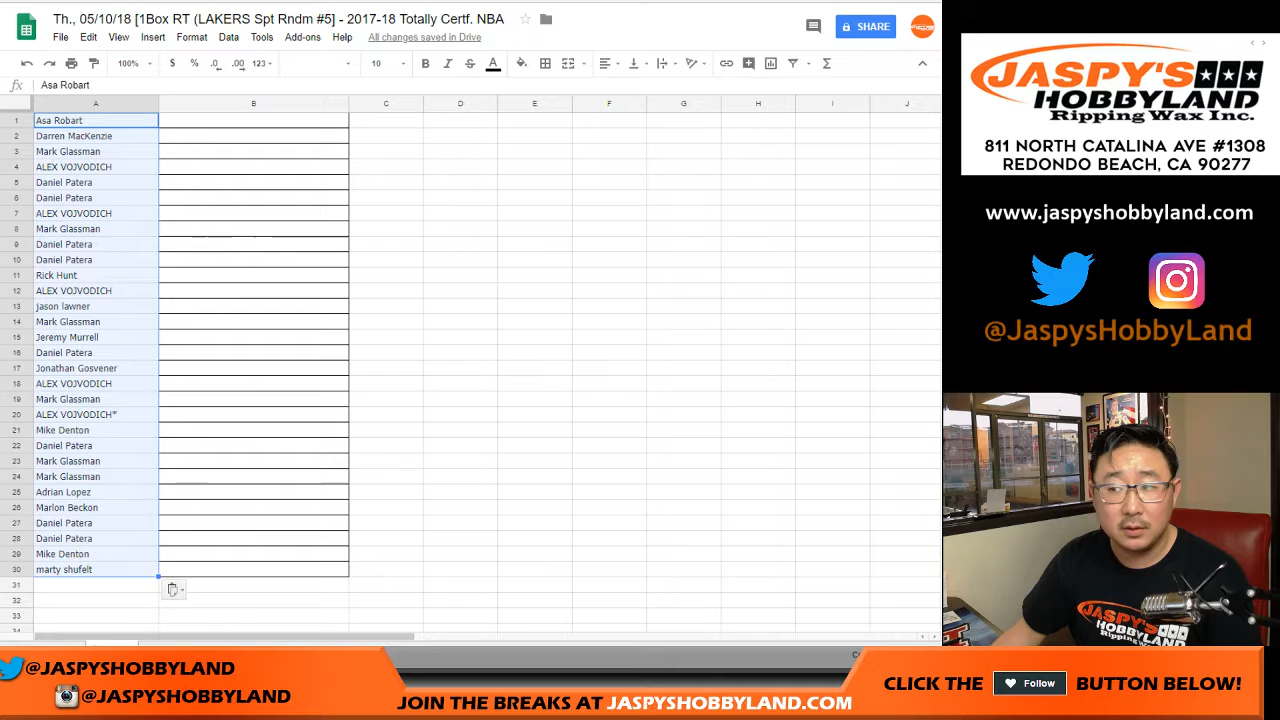 Th., 05/10/18 [1Box RT (LAKERS Spt Rndm #5] - 2017-18 Totally Certf. NBA
File Edit View Insert Format Data Tools Add-ons Help All changes saved in Drive
SHARE
100% $ % .0 .00 123 10 B I S A
fx Asa Robart
A B C D E F G H I J
1 Asa Robart
2 Darren MacKenzie
3 Mark Glassman
4 ALEX VOJVODICH
5 Daniel Patera
6 Daniel Patera
7 ALEX VOJVODICH
8 Mark Glassman
9 Daniel Patera
10 Daniel Patera
11 Rick Hunt
12 ALEX VOJVODICH
13 jason lawner
14 Mark Glassman
15 Jeremy Murrell
16 Daniel Patera
17 Jonathan Gosvener
18 ALEX VOJVODICH
19 Mark Glassman
20 ALEX VOJVODICH*
21 Mike Denton
22 Daniel Patera
23 Mark Glassman
24 Mark Glassman
25 Adrian Lopez
26 Marlon Beckon
27 Daniel Patera
28 Daniel Patera
29 Mike Denton
30 marty shufelt
31
32
33
JASPY'S
HOBBYLAND
Ripping Wax Inc.
811 NORTH CATALINA AVE #1308
REDONDO BEACH, CA 90277
www.jaspyshobbyland.com
@JaspysHobbyLand
JASPY'S
HOBBYLAND
Ripping Wax
@JASPYSHOBBYLAND
@JASPYSHOBBYLAND
JOIN THE BREAKS AT JASPYSHOBBYLAND.COM
CLICK THE Follow BUTTON BELOW!